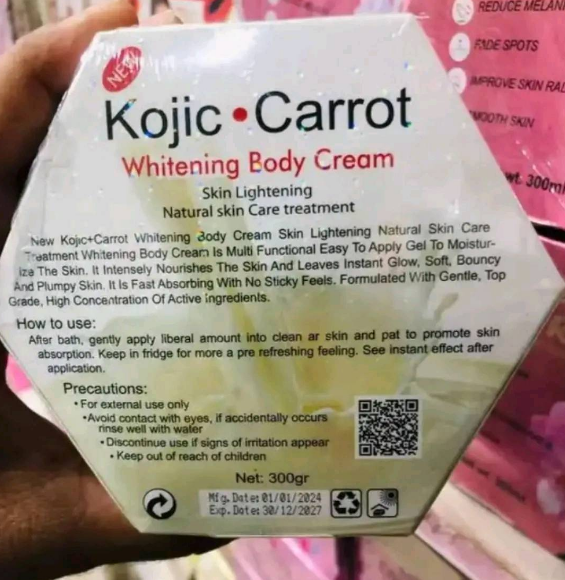 NEW
Kojic • Carrot
Whitening Body Cream
Skin Lightening
Natural skin Care treatment
New Kojic+Carrot Whitening Body Cream Skin Lightening Natural Skin Care
Treatment Whitening Body Cream Is Multi Functional Easy To Apply Gel To Moistur-
ize The Skin. It Intensely Nourishes The Skin And Leaves Instant Glow, Soft, Bouncy
And Plumpy Skin. It Is Fast Absorbing With No Sticky Feels. Formulated With Gentle, Top
Grade, High Concentration Of Active ingredients.
How to use:
After bath, gently apply liberal amount into clean ar skin and pat to promote skin
absorption. Keep in fridge for more a pre refreshing feeling. See instant effect after
application.
Precautions:
• For external use only
• Avoid contact with eyes, if accidentally occurs
rinse well with water
• Discontinue use if signs of irritation appear
• Keep out of reach of children
Net: 300gr
Mfg. Date: 01/01/2024
Exp. Date: 30/12/2027
REDUCE MELANI
FADE SPOTS
IMPROVE SKIN RAD
SMOOTH SKIN
wt. 300ml